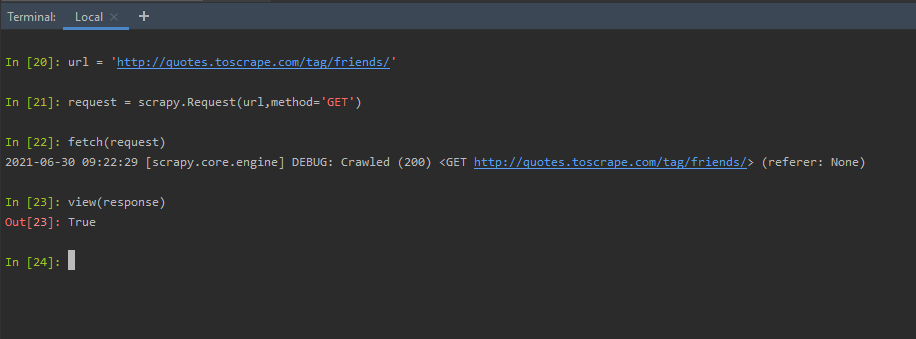 Terminal: Local × +
In [20]: url = 'http://quotes.toscrape.com/tag/friends/'
In [21]: request = scrapy.Request(url,method='GET')
In [22]: fetch(request)
2021-06-30 09:22:29 [scrapy.core.engine] DEBUG: Crawled (200) <GET http://quotes.toscrape.com/tag/friends/> (referer: None)
In [23]: view(response)
Out[23]: True
In [24]: